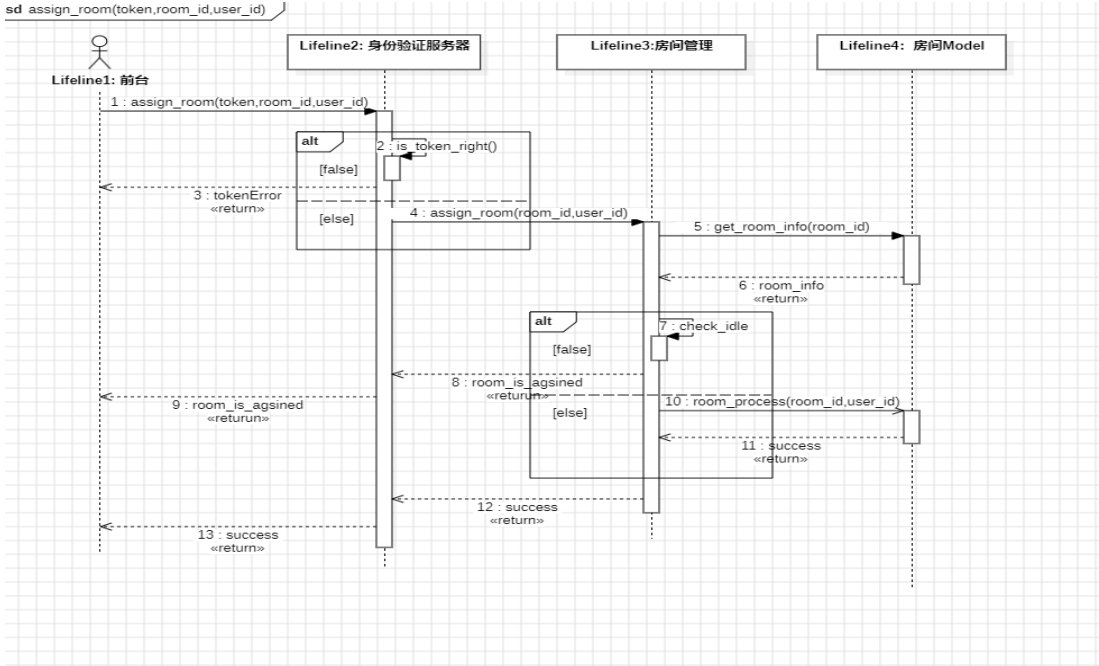 sd assign_room(token,room_id,user_id)
Lifeline1: 前台
Lifeline2: 身份验证服务器
Lifeline3:房间管理
Lifeline4: 房间Model
1 : assign_room(token,room_id,user_id)
alt
2 : is_token_right()
[false]
3 : tokenError
«return»
[else]
4 : assign_room(room_id,user_id)
5 : get_room_info(room_id)
6 : room_info
«return»
alt
7 : check_idle
[false]
8 : room_is_agsined
«returun»
9 : room_is_agsined
«returun»
[else]
10 : room_process(room_id,user_id)
11 : success
«return»
12 : success
«return»
13 : success
«return»